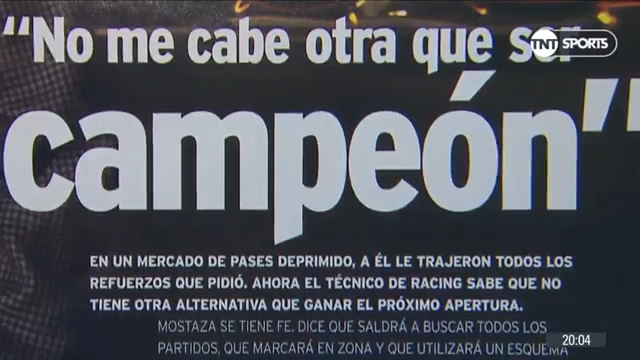 “No me cabe otra que ser
TNT SPORTS
campeón”
EN UN MERCADO DE PASES DEPRIMIDO, A ÉL LE TRAJERON TODOS LOS
REFUERZOS QUE PIDIÓ. AHORA EL TÉCNICO DE RACING SABE QUE NO
TIENE OTRA ALTERNATIVA QUE GANAR EL PRÓXIMO APERTURA.
MOSTAZA SE TIENE FE. DICE QUE SALDRÁ A BUSCAR TODOS LOS
PARTIDOS, QUE MARCARÁ EN ZONA Y QUE UTILIZARÁ UN ESQUEMA
20:04